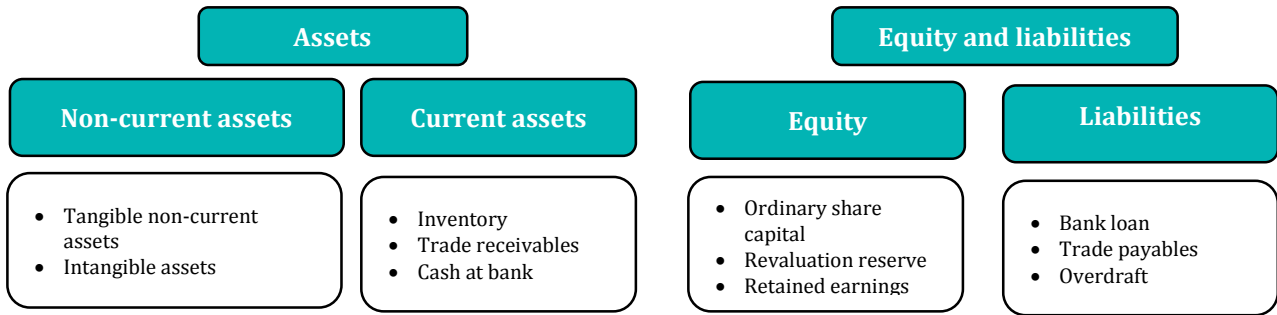 Assets
Equity and liabilities
Non-current assets
Current assets
Equity
Liabilities
• Tangible non-current
assets
• Intangible assets
• Inventory
• Trade receivables
• Cash at bank
• Ordinary share
capital
• Revaluation reserve
• Retained earnings
• Bank loan
• Trade payables
• Overdraft